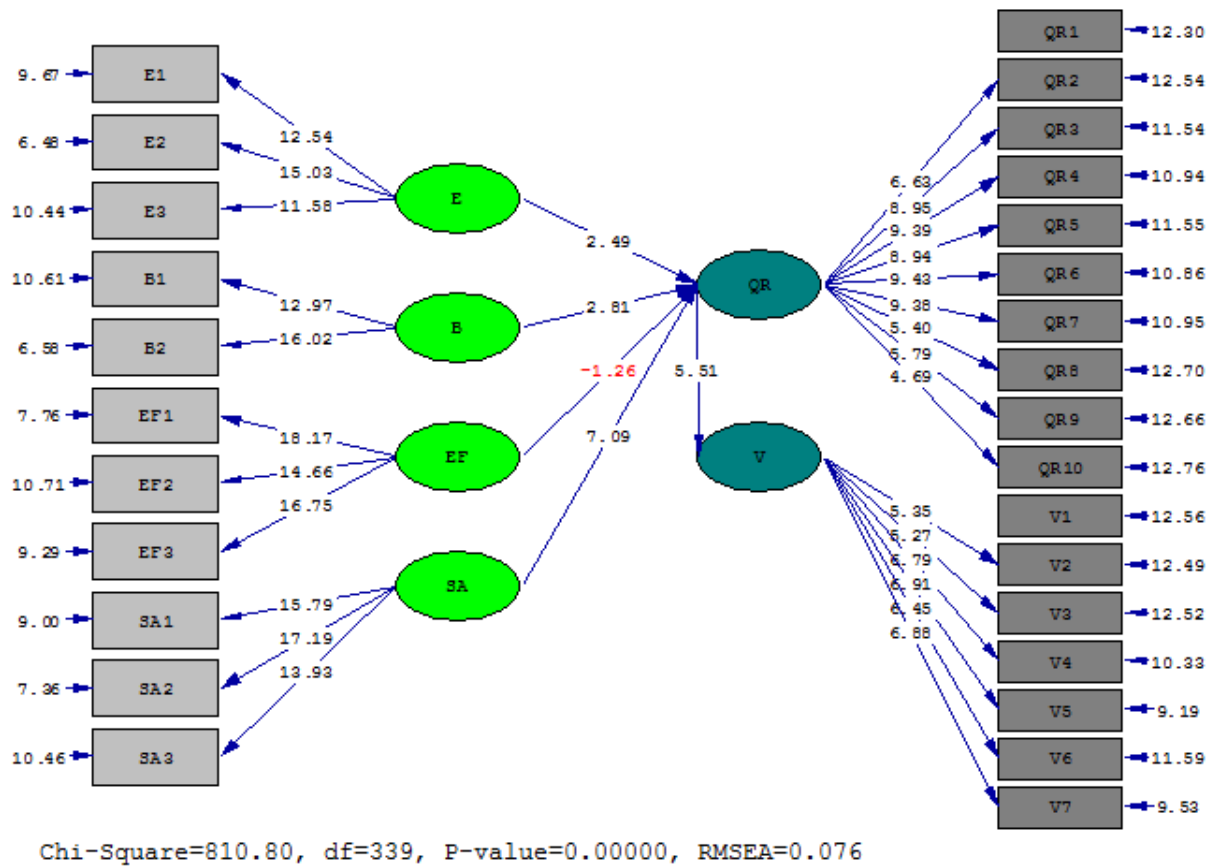 QR1 12.30
9.67 E1
QR2 12.54
12.54
QR3 11.54
6.48 E2
15.03
QR4 10.94
6.63
8.95
10.44 E3 11.58 E
QR5 11.55
9.39
2.49
8.94
10.61 B1
QR QR6 10.86
9.43
12.97 2.81
9.38
QR7 10.95
B
5.40
6.58 B2 16.02
5.79
QR8 12.70
-1.26 5.51 4.69
7.76 EF1
QR9 12.66
18.17 7.09
EF V QR10 12.76
14.66
10.71 EF2
16.75
5.35 V1 12.56
5.27
9.29 EF3
6.79 V2 12.49
6.91
SA
15.79 6.45
9.00 SA1 V3 12.52
6.88
17.19
V4 10.33
13.93
7.36 SA2
V5 9.19
10.46 SA3 V6 11.59
V7 9.53
Chi-Square=810.80, df=339, P-value=0.00000, RMSEA=0.076